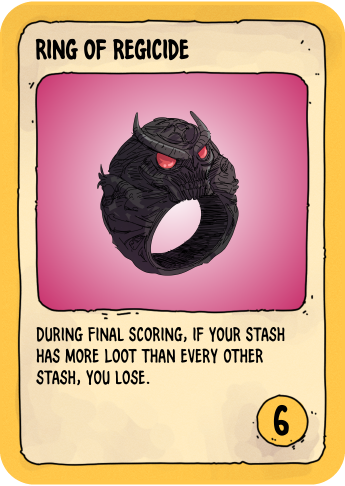 RING OF REGICIDE
DURING FINAL SCORING, IF YOUR STASH
HAS MORE LOOT THAN EVERY OTHER
STASH, YOU LOSE.
6